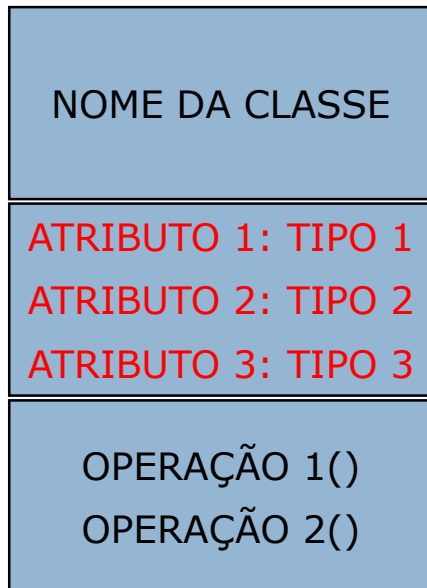 NOME DA CLASSE
ATRIBUTO 1: TIPO 1
ATRIBUTO 2: TIPO 2
ATRIBUTO 3: TIPO 3
OPERAÇÃO 1()
OPERAÇÃO 2()